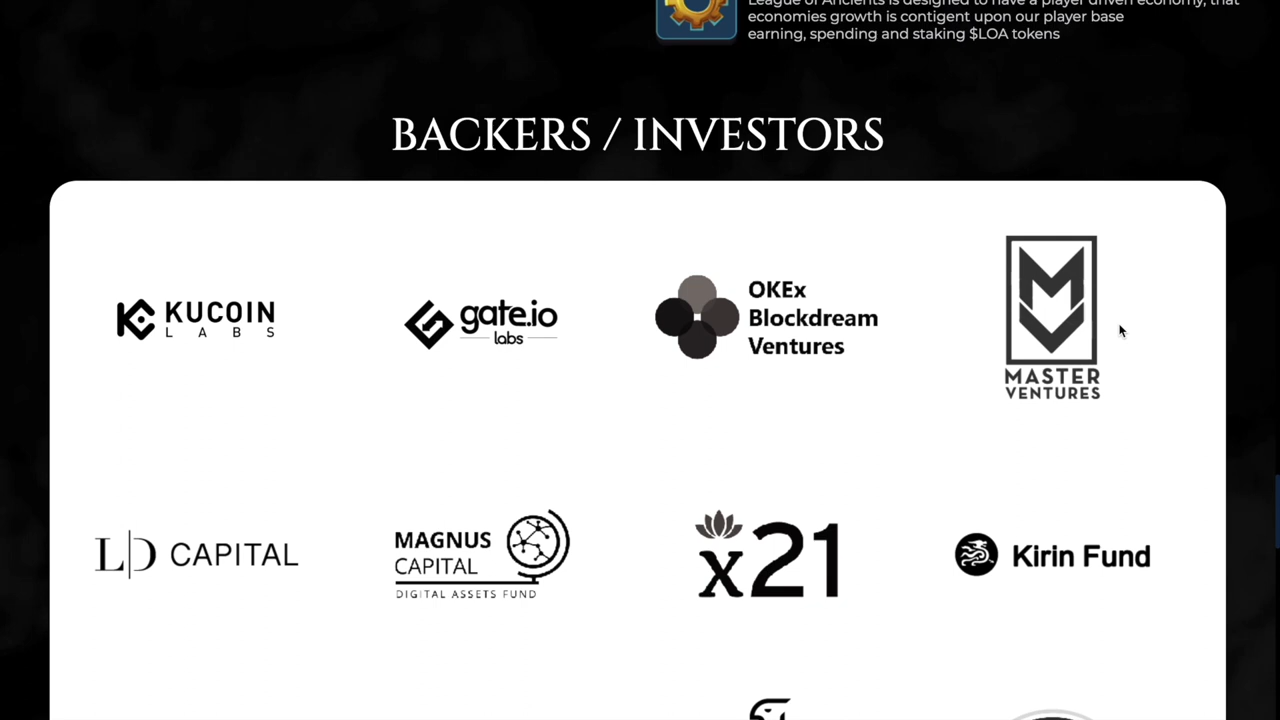 League of Ancients is designed to have a player driven economy, that
economies growth is contigent upon our player base
earning, spending and staking $LOA tokens
BACKERS / INVESTORS
KUCOIN
LABS
gate.io
labs
OKEx
Blockdream
Ventures
MASTER
VENTURES
LD CAPITAL
MAGNUS
CAPITAL
DIGITAL ASSETS FUND
x21
Kirin Fund